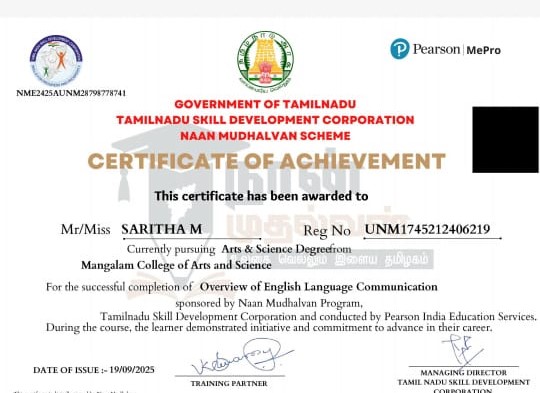 Pearson | MePro
NME2425AUNM28798778741
GOVERNMENT OF TAMILNADU
TAMILNADU SKILL DEVELOPMENT CORPORATION
NAAN MUDHALVAN SCHEME
CERTIFICATE OF ACHIEVEMENT
நான்
முதல்வன்
வெல்லும் இளைய தமிழகம்
This certificate has been awarded to
Mr/Miss SARITHA M Reg No UNM1745212406219
Currently pursuing Arts & Science Degreefrom
Mangalam College of Arts and Science
For the successful completion of Overview of English Language Communication
sponsored by Naan Mudhalvan Program,
Tamilnadu Skill Development Corporation and conducted by Pearson India Education Services.
During the course, the learner demonstrated initiative and commitment to advance in their career.
DATE OF ISSUE :- 19/09/2025
TRAINING PARTNER
MANAGING DIRECTOR
TAMIL NADU SKILL DEVELOPMENT
CORPORATION